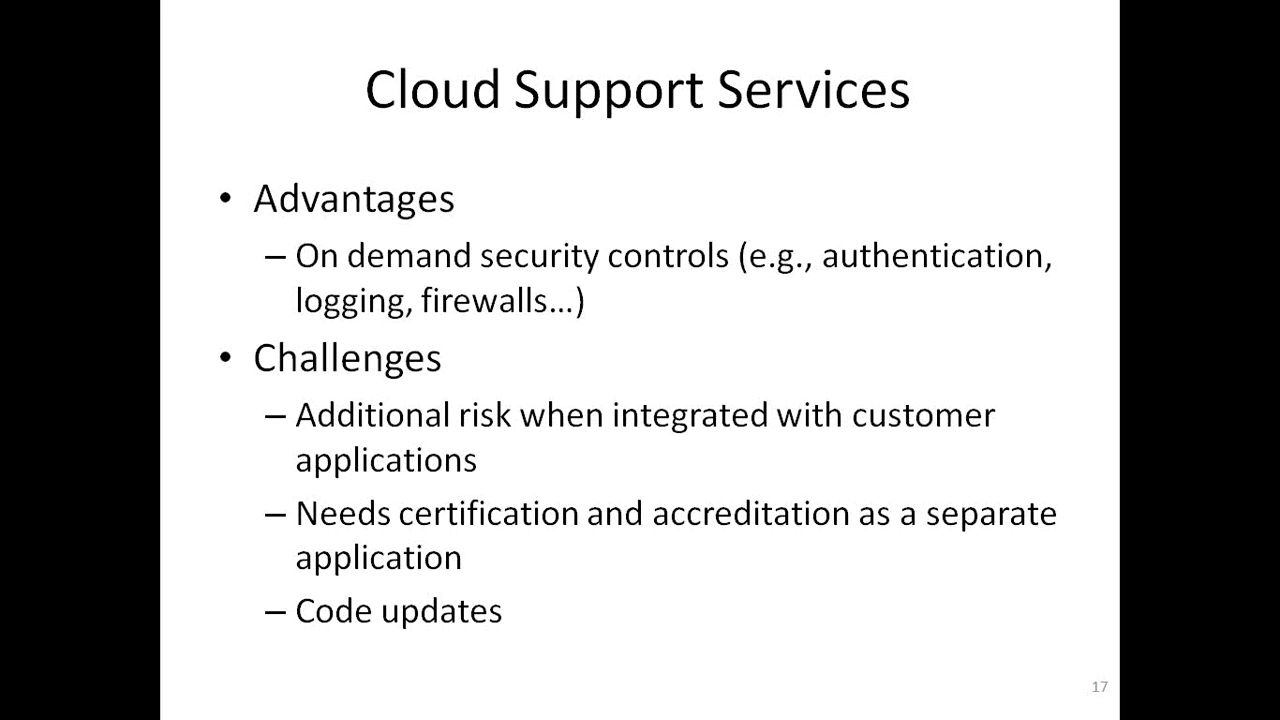 Cloud Support Services
• Advantages
– On demand security controls (e.g., authentication,
logging, firewalls...)
• Challenges
– Additional risk when integrated with customer
applications
– Needs certification and accreditation as a separate
application
– Code updates
17